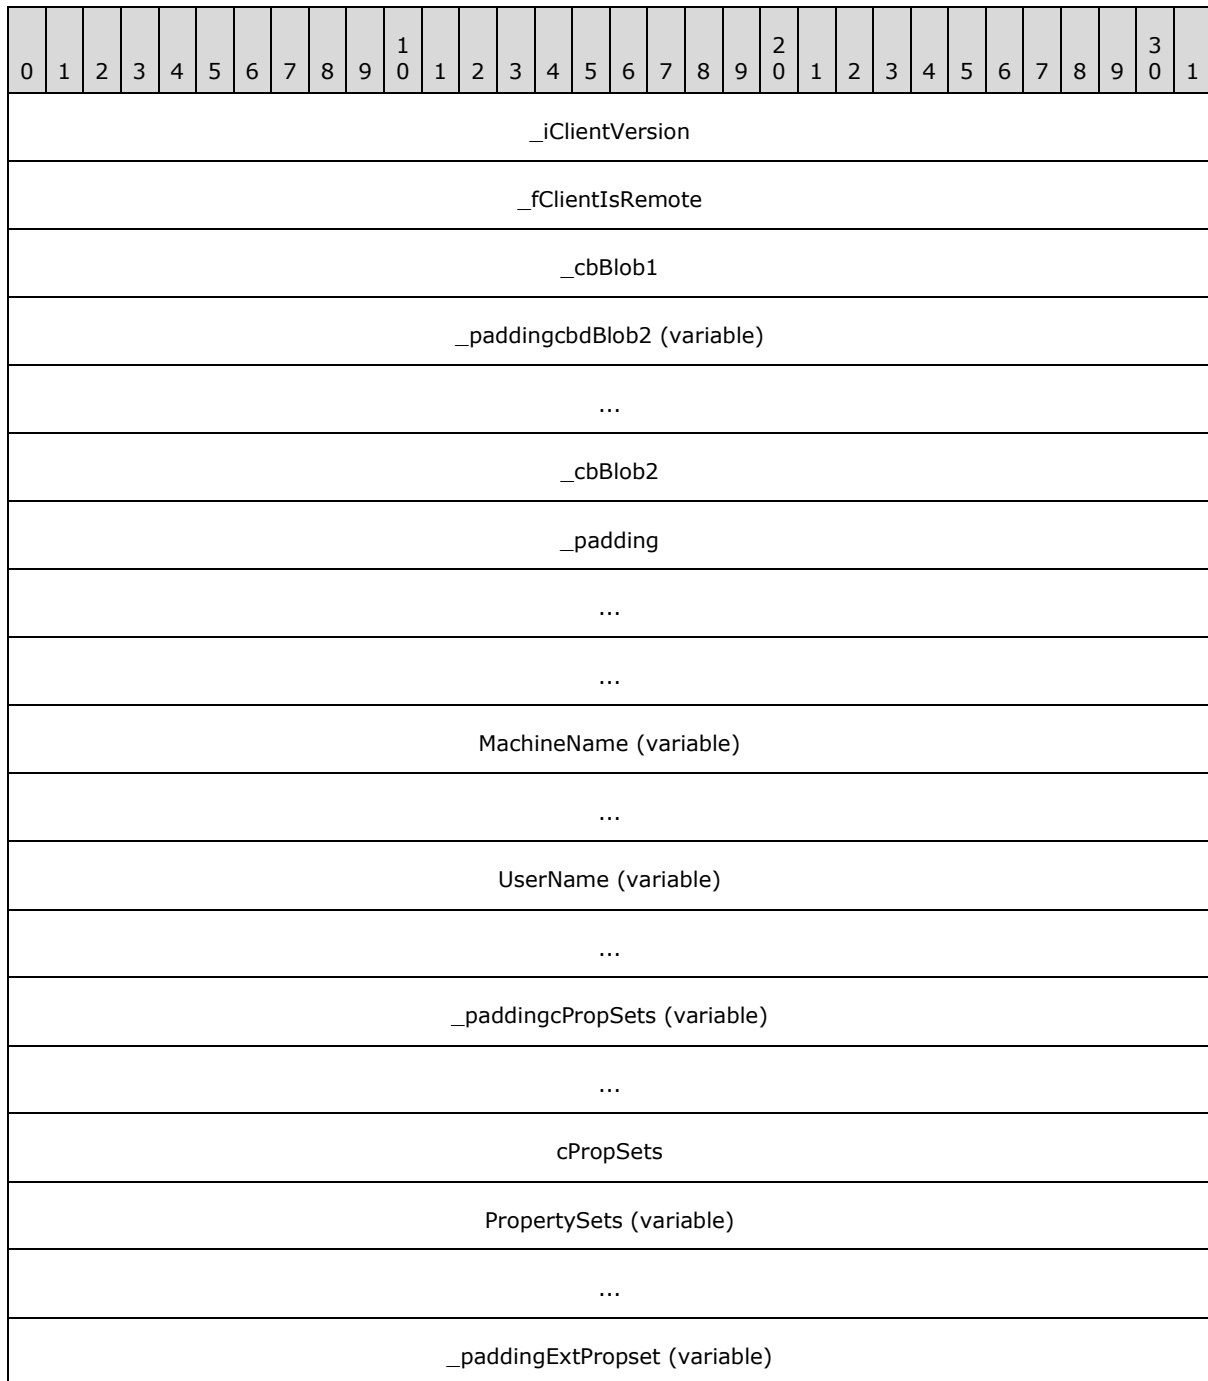 0 1 2 3 4 5 6 7 8 9 1 0 1 2 3 4 5 6 7 8 9 2 0 1 2 3 4 5 6 7 8 9 3 0 1
_iClientVersion
_fClientIsRemote
_cbBlob1
_paddingcbdBlob2 (variable)
...
_cbBlob2
_padding
...
...
MachineName (variable)
...
UserName (variable)
...
_paddingcPropSets (variable)
...
cPropSets
PropertySets (variable)
...
_paddingExtPropset (variable)